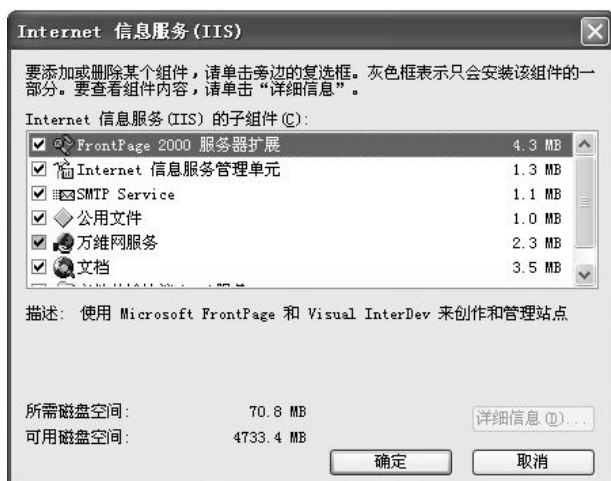 Internet 信息服务(IIS)
要添加或删除某个组件，请单击旁边的复选框。灰色框表示只会安装该组件的一
部分。要查看组件内容，请单击“详细信息”。
Internet 信息服务(IIS) 的子组件(C):
FrontPage 2000 服务器扩展 4.3 MB
Internet 信息服务管理单元 1.3 MB
SMTP Service 1.1 MB
公用文件 1.0 MB
万维网服务 2.3 MB
文档 3.5 MB
描述: 使用 Microsoft FrontPage 和 Visual InterDev 来创作和管理站点
所需磁盘空间: 70.8 MB
详细信息(D)...
可用磁盘空间: 4733.4 MB
确定 取消